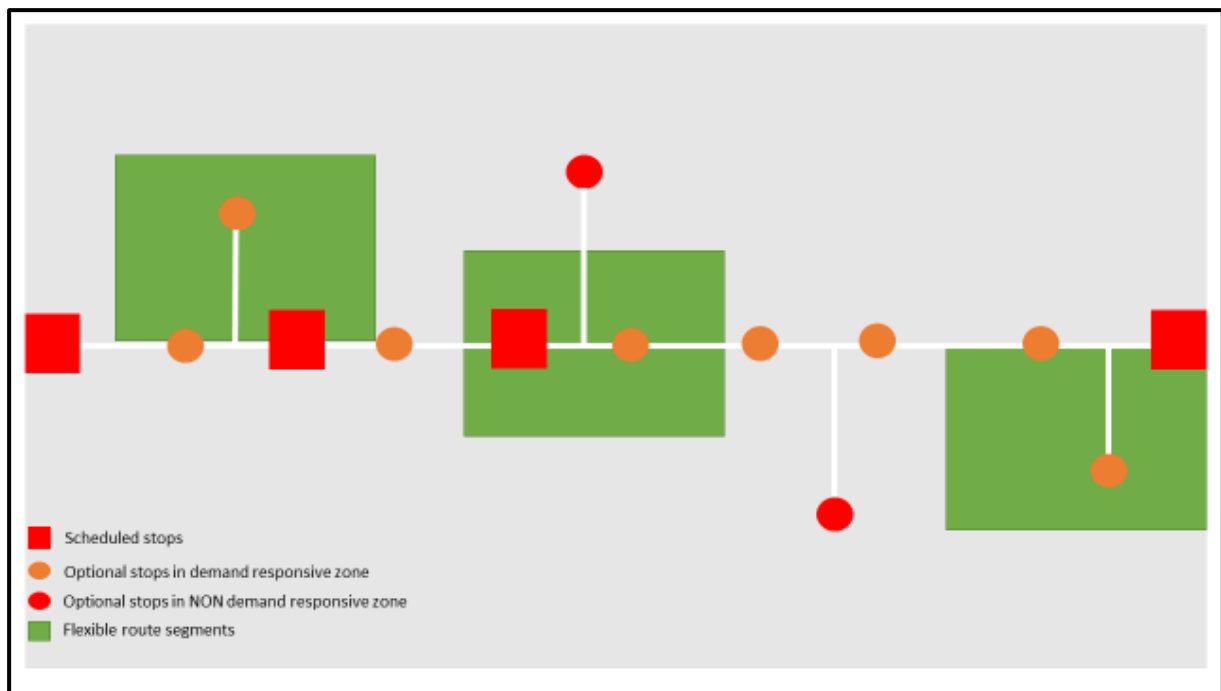 Scheduled stops
Optional stops in demand responsive zone
Optional stops in NON demand responsive zone
Flexible route segments